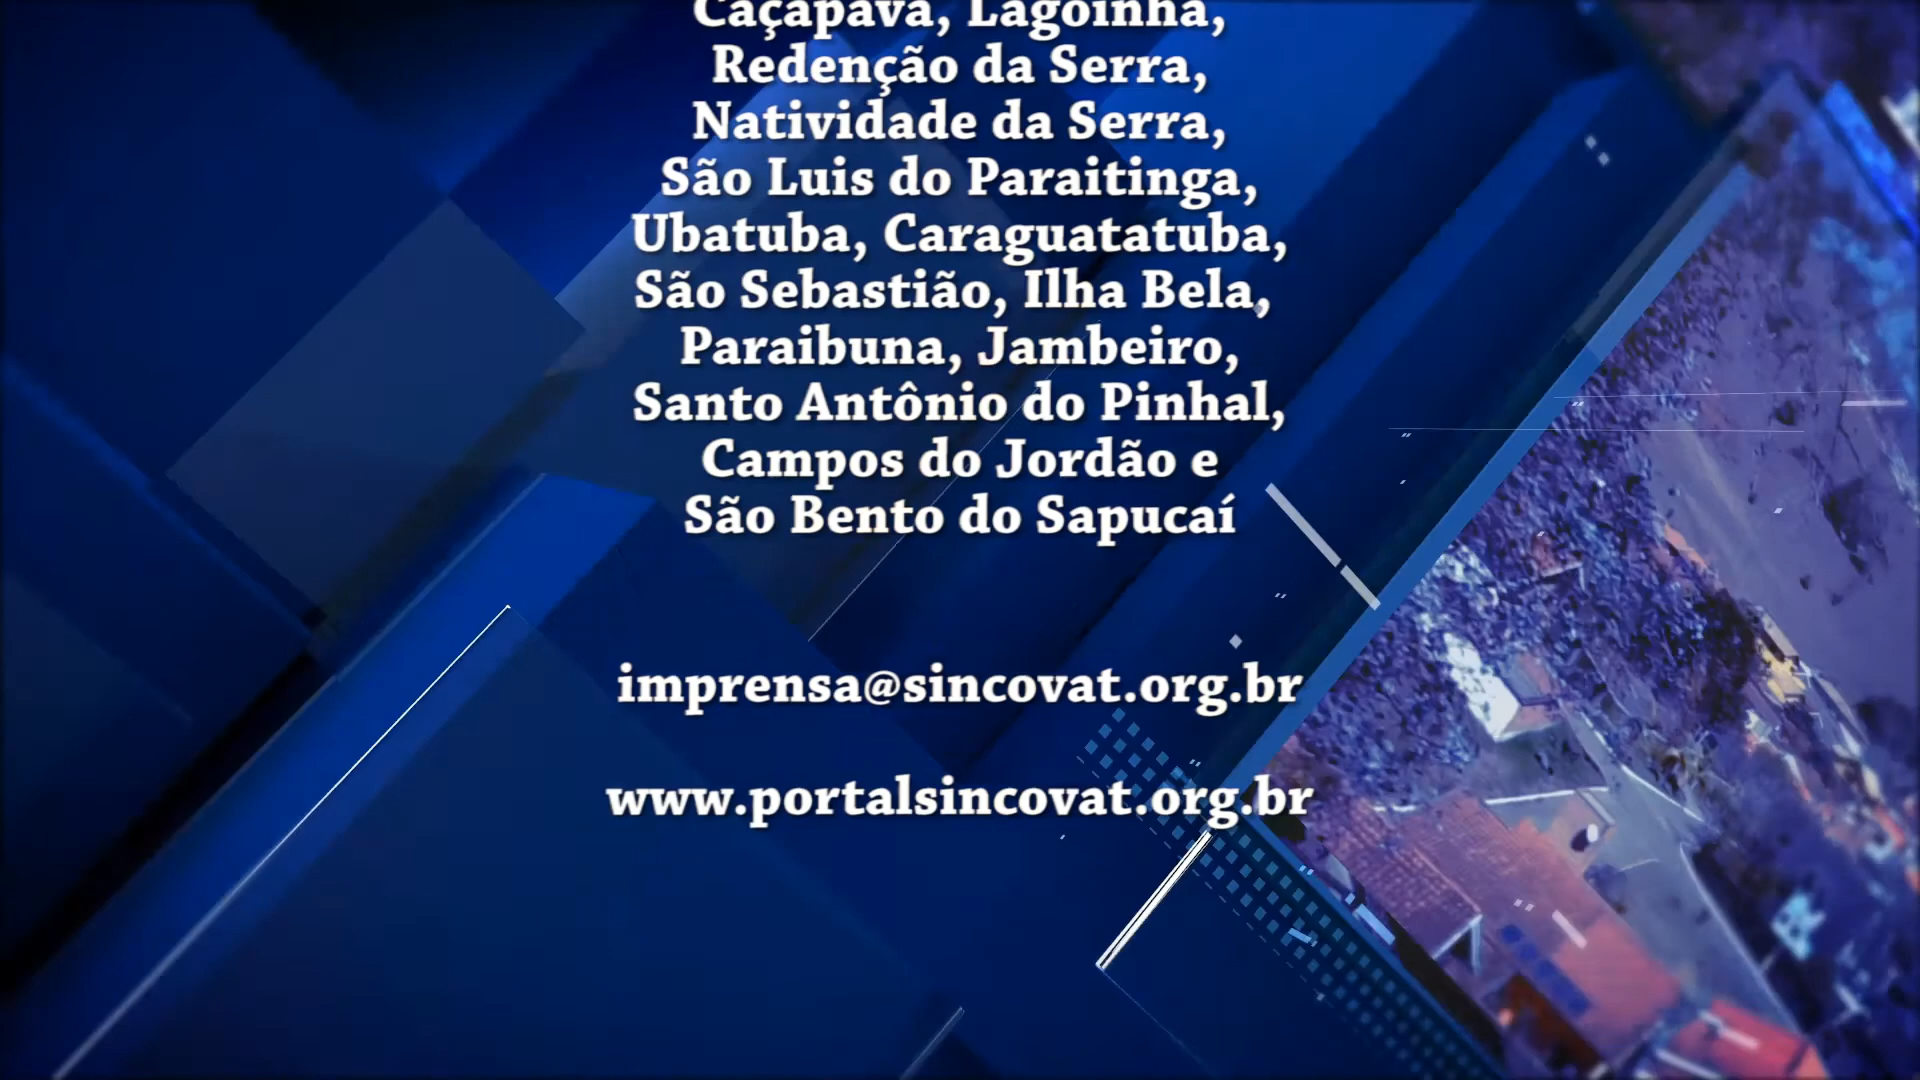 Caçapava, Lagoinha,
Redenção da Serra,
Natividade da Serra,
São Luis do Paraitinga,
Ubatuba, Caraguatatuba,
São Sebastião, Ilha Bela,
Paraibuna, Jambeiro,
Santo Antônio do Pinhal,
Campos do Jordão e
São Bento do Sapucaí
imprensa@sincovat.org.br
www.portalsincovat.org.br